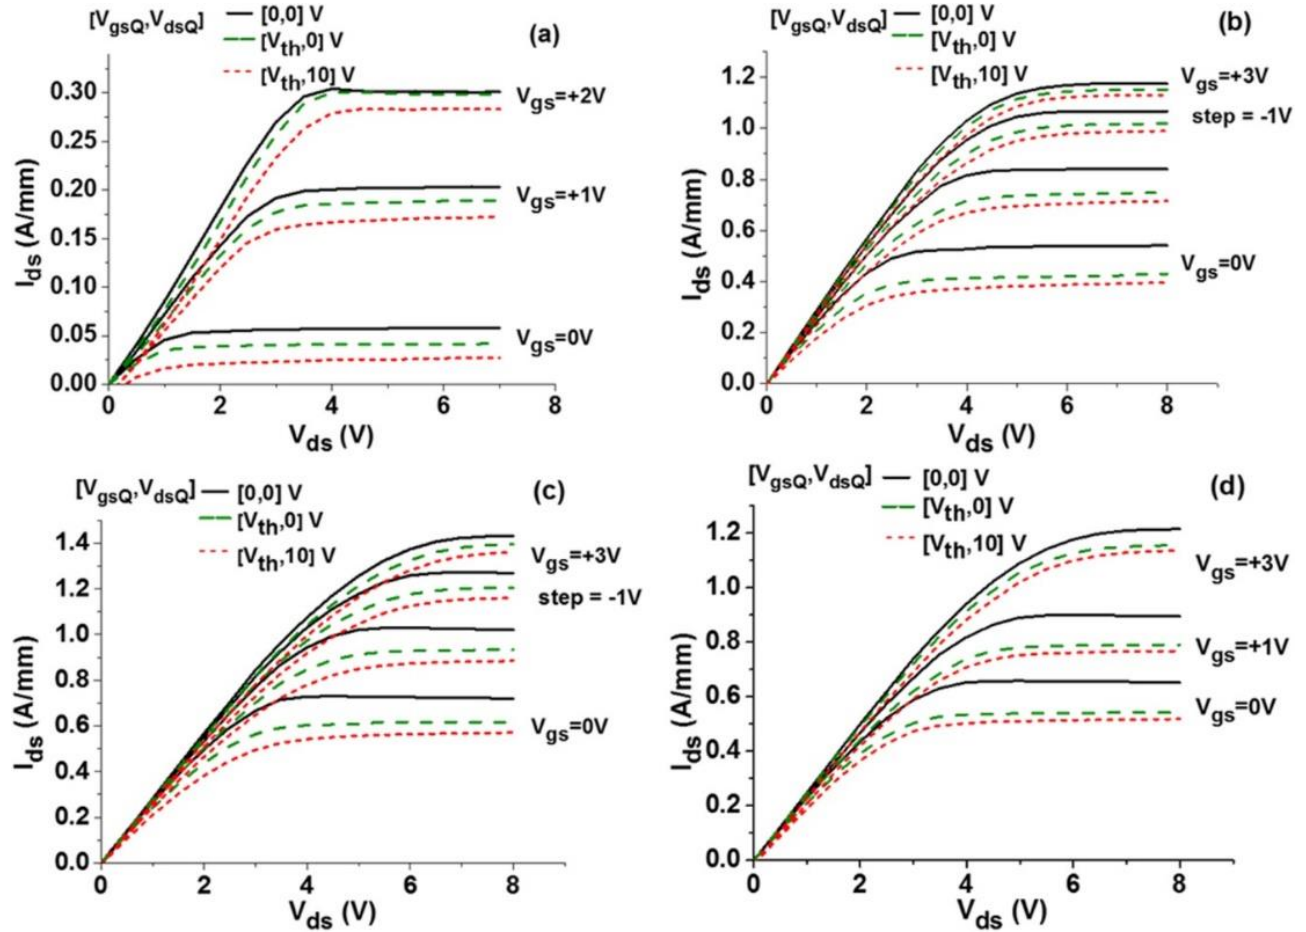 [VgsQ,VdsQ]
[0,0] V
[Vth,0] V
[Vth,10] V
(a)
Ids (A/mm)
0.30
0.25
0.20
0.15
0.10
0.05
0.00
Vgs=+2V
Vgs=+1V
Vgs=0V
0 2 4 6 8
Vds (V)
[VgsQ,VdsQ]
[0,0] V
[Vth,0] V
[Vth,10] V
(b)
Ids (A/mm)
1.2
1.0
0.8
0.6
0.4
0.2
0.0
Vgs=+3V
step = -1V
Vgs=0V
0 2 4 6 8
Vds (V)
[VgsQ,VdsQ]
[0,0] V
[Vth,0] V
[Vth,10] V
(c)
Ids (A/mm)
1.4
1.2
1.0
0.8
0.6
0.4
0.2
0.0
Vgs=+3V
step = -1V
Vgs=0V
0 2 4 6 8
Vds (V)
[VgsQ,VdsQ]
[0,0] V
[Vth,0] V
[Vth,10] V
(d)
Ids (A/mm)
1.2
1.0
0.8
0.6
0.4
0.2
0.0
Vgs=+3V
Vgs=+1V
Vgs=0V
0 2 4 6 8
Vds (V)